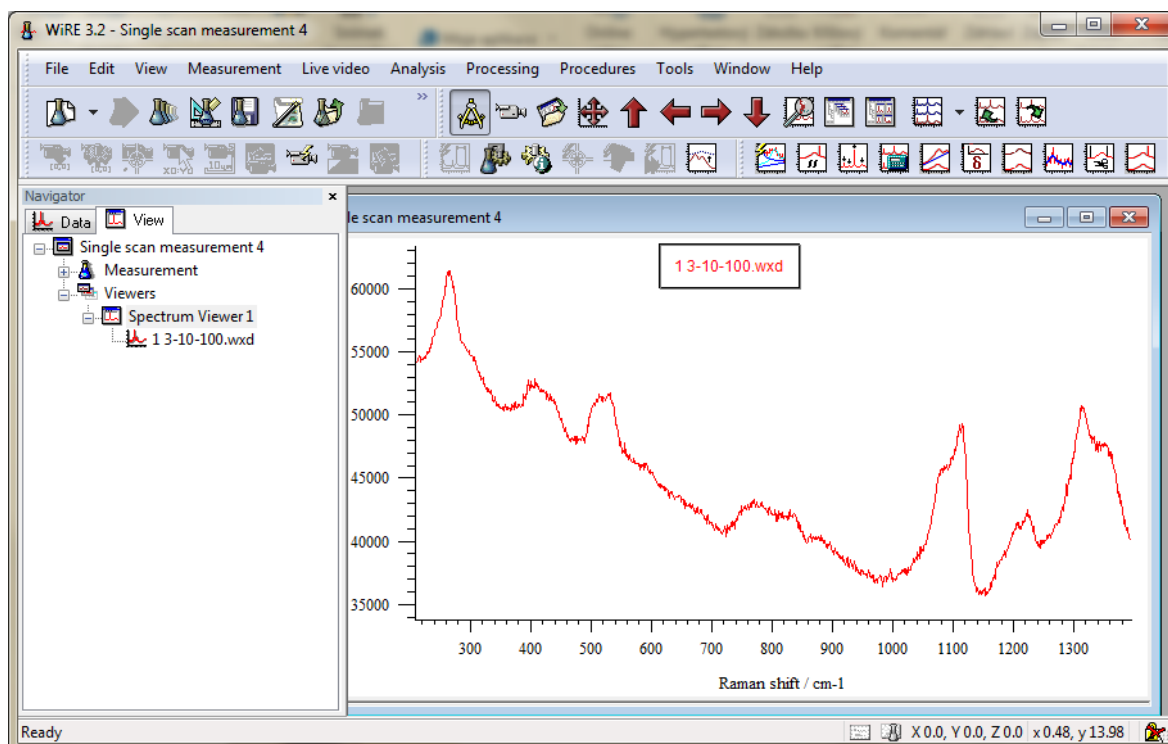 WiRE 3.2 - Single scan measurement 4
File Edit View Measurement Live video Analysis Processing Procedures Tools Window Help
Navigator
Data View
Single scan measurement 4
Measurement
Viewers
Spectrum Viewer 1
1 3-10-100.wxd
le scan measurement 4
1 3-10-100.wxd
60000
55000
50000
45000
40000
35000
300 400 500 600 700 800 900 1000 1100 1200 1300
Raman shift / cm-1
Ready X 0.0, Y 0.0, Z 0.0 x 0.48, y 13.98